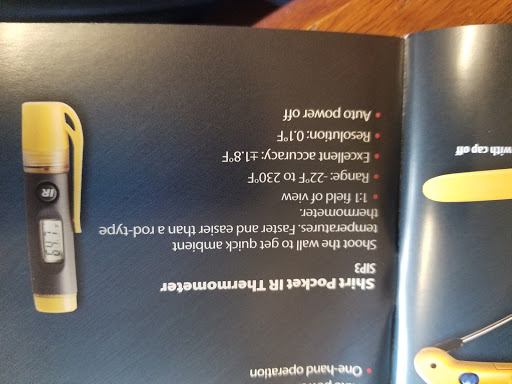 • One-hand operation
Shirt Pocket IR Thermometer
SIP3
Shoot the wall to get quick ambient
temperatures. Faster and easier than a rod-type
thermometer.
• 1:1 field of view
• Range: -22°F to 230°F
• Excellent accuracy: ±1.8°F
• Resolution: 0.1°F
• Auto power off
IR
with cap off